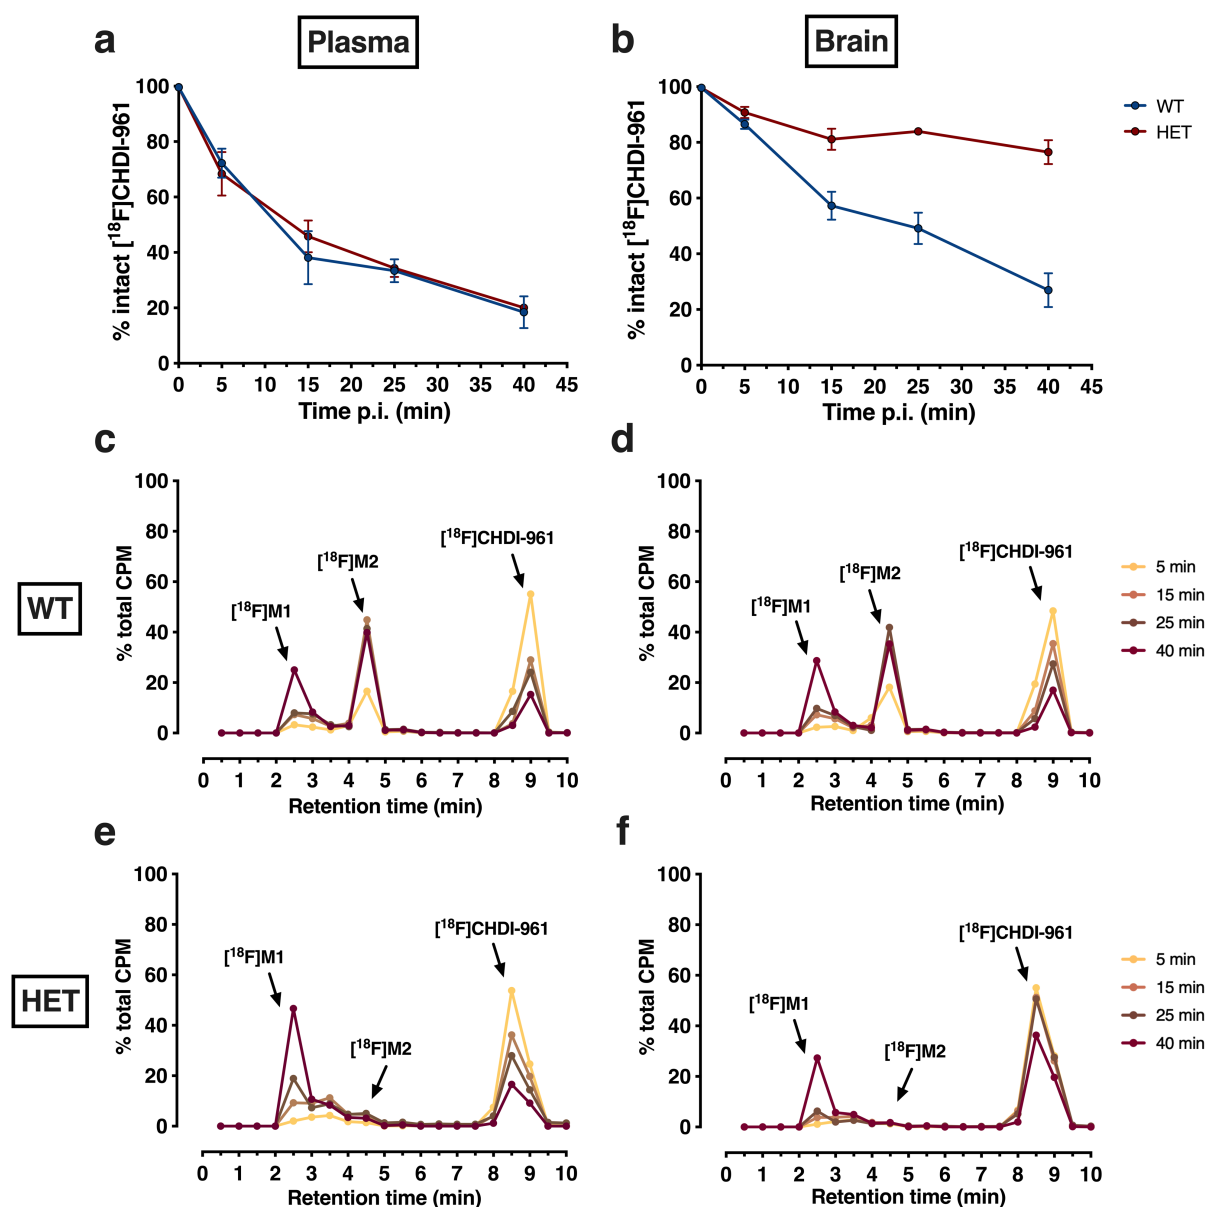 a
Plasma
b
Brain
% intact [¹⁸F]CHDI-961
100
80
60
40
20
0
0 5 10 15 20 25 30 35 40 45
Time p.i. (min)
% intact [¹⁸F]CHDI-961
100
80
60
40
20
0
0 5 10 15 20 25 30 35 40 45
Time p.i. (min)
WT
HET
c
d
WT
% total CPM
100
80
60
40
20
0
[¹⁸F]M1
[¹⁸F]M2
[¹⁸F]CHDI-961
0 1 2 3 4 5 6 7 8 9 10
Retention time (min)
% total CPM
100
80
60
40
20
0
[¹⁸F]M1
[¹⁸F]M2
[¹⁸F]CHDI-961
0 1 2 3 4 5 6 7 8 9 10
Retention time (min)
5 min
15 min
25 min
40 min
e
f
HET
% total CPM
100
80
60
40
20
0
[¹⁸F]M1
[¹⁸F]M2
[¹⁸F]CHDI-961
0 1 2 3 4 5 6 7 8 9 10
Retention time (min)
% total CPM
100
80
60
40
20
0
[¹⁸F]M1
[¹⁸F]M2
[¹⁸F]CHDI-961
0 1 2 3 4 5 6 7 8 9 10
Retention time (min)
5 min
15 min
25 min
40 min